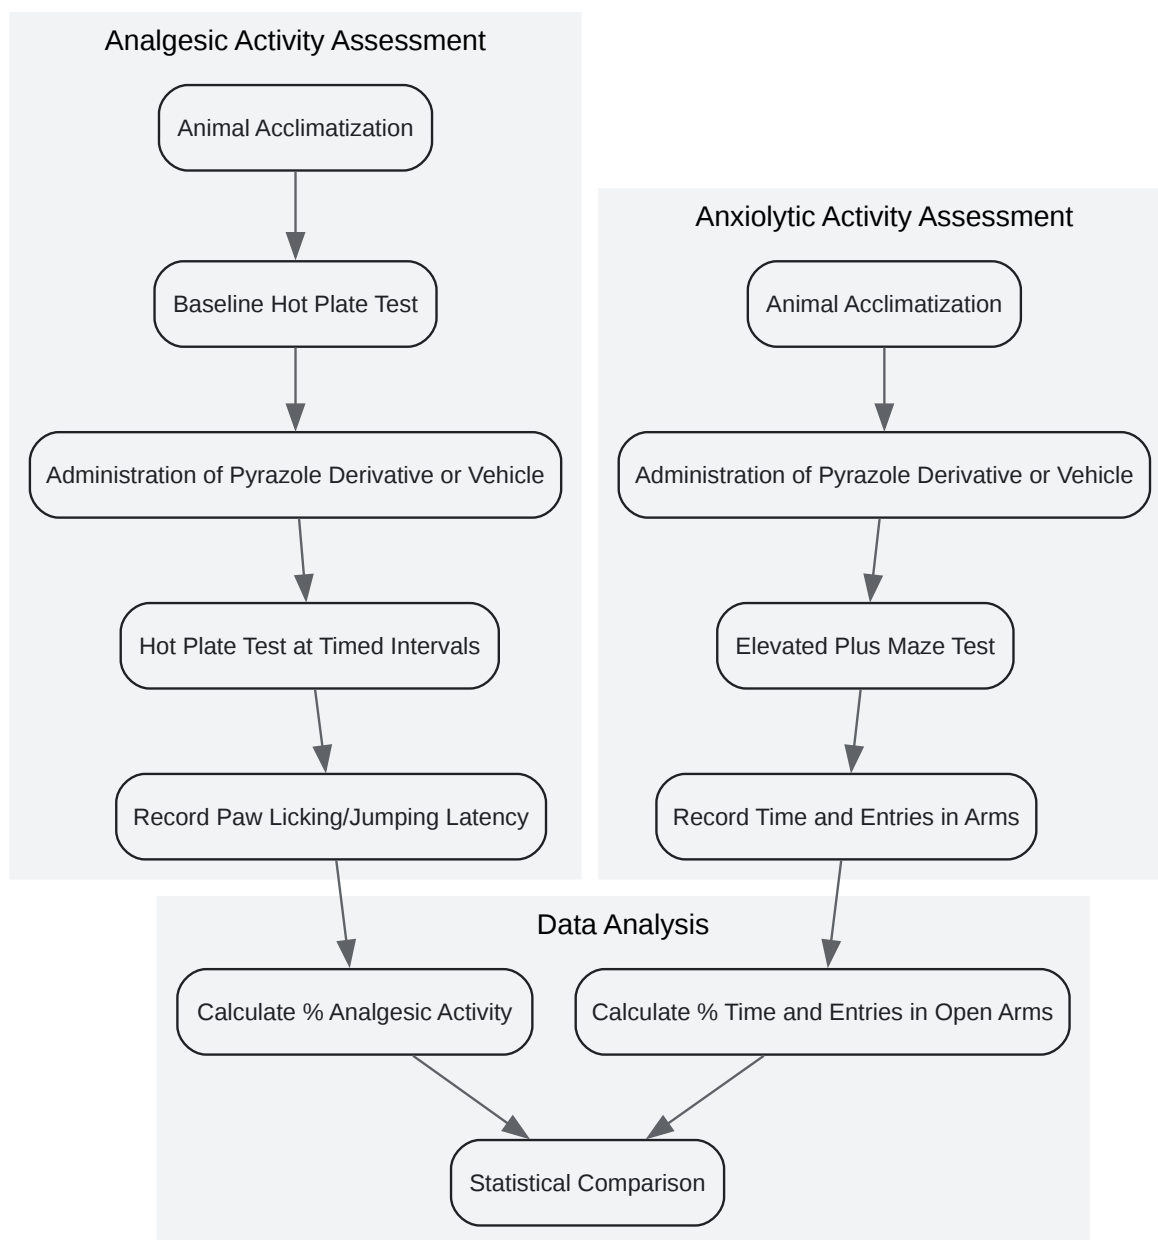 Analgesic Activity Assessment
Animal Acclimatization
Baseline Hot Plate Test
Administration of Pyrazole Derivative or Vehicle
Hot Plate Test at Timed Intervals
Record Paw Licking/Jumping Latency
Anxiolytic Activity Assessment
Animal Acclimatization
Administration of Pyrazole Derivative or Vehicle
Elevated Plus Maze Test
Record Time and Entries in Arms
Data Analysis
Calculate % Analgesic Activity
Calculate % Time and Entries in Open Arms
Statistical Comparison